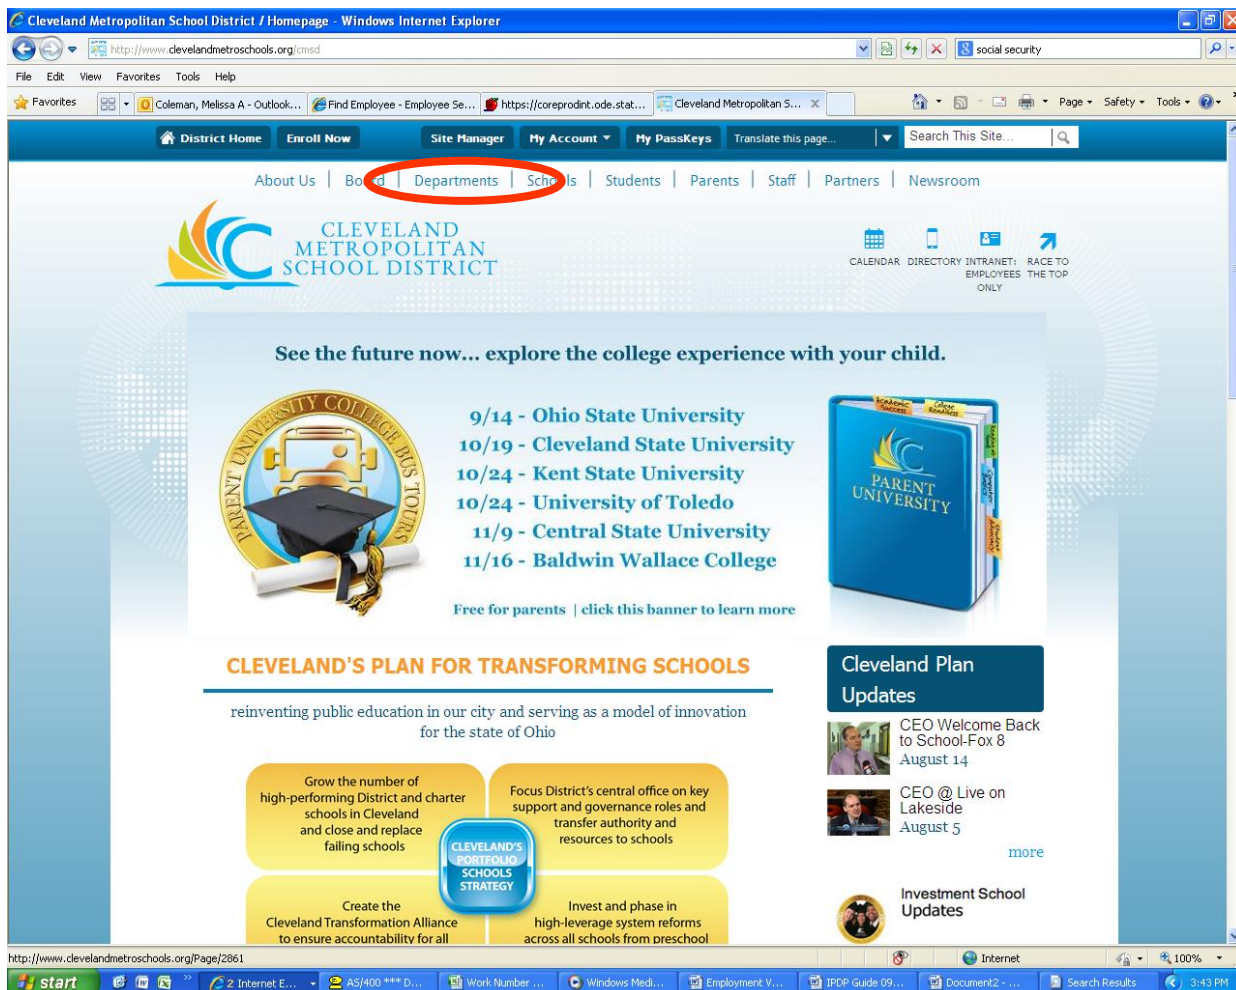 Cleveland Metropolitan School District / Homepage - Windows Internet Explorer
http://www.clevelandmetroschools.org/cmsd
social security
File Edit View Favorites Tools Help
Favorites
Coleman, Melissa A - Outlook...
Find Employee - Employee Se...
https://coreprodint.ode.stat...
Cleveland Metropolitan S...
Page Safety Tools
District Home Enroll Now Site Manager My Account My PassKeys Translate this page... Search This Site...
About Us | Board | Departments | Schools | Students | Parents | Staff | Partners | Newsroom
CLEVELAND
METROPOLITAN
SCHOOL DISTRICT
CALENDAR
DIRECTORY
INTRANET:
EMPLOYEES
ONLY
RACE TO
THE TOP
See the future now... explore the college experience with your child.
PARENT UNIVERSITY COLLEGE BUS TOURS
9/14 - Ohio State University
10/19 - Cleveland State University
10/24 - Kent State University
10/24 - University of Toledo
11/9 - Central State University
11/16 - Baldwin Wallace College
Free for parents | click this banner to learn more
Academic
Success
College
Readiness
Student
Advocacy
PARENT
UNIVERSITY
CLEVELAND'S PLAN FOR TRANSFORMING SCHOOLS
reinventing public education in our city and serving as a model of innovation
for the state of Ohio
Grow the number of
high-performing District and charter
schools in Cleveland
and close and replace
failing schools
Focus District's central office on key
support and governance roles and
transfer authority and
resources to schools
CLEVELAND'S
PORTFOLIO
SCHOOLS
STRATEGY
Create the
Cleveland Transformation Alliance
to ensure accountability for all
Invest and phase in
high-leverage system reforms
across all schools from preschool
Cleveland Plan
Updates
CEO Welcome Back
to School-Fox 8
August 14
CEO @ Live on
Lakeside
August 5
more
Investment School
Updates
http://www.clevelandmetroschools.org/Page/2861
Internet
100%
start
2 Internet E...
AS/400 *** D...
Work Number ...
Windows Medi...
Employment V...
IPDP Guide 09...
Document2 - ...
Search Results
3:43 PM